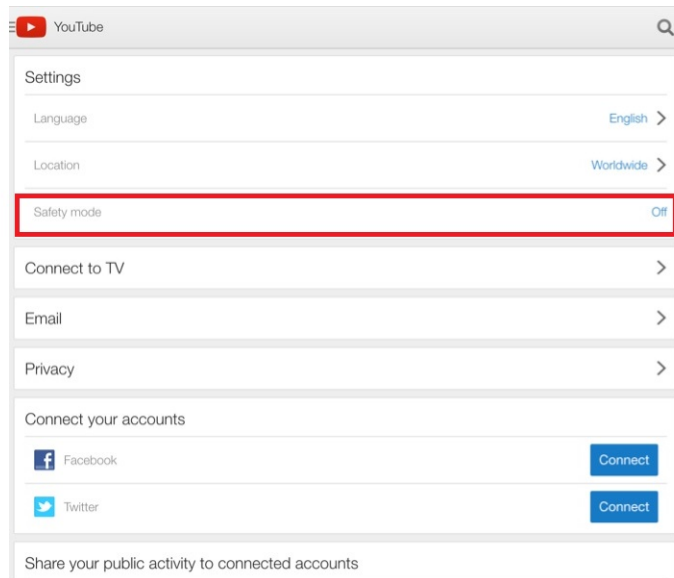 YouTube
Settings
Language English
Location Worldwide
Safety mode Off
Connect to TV
Email
Privacy
Connect your accounts
Facebook Connect
Twitter Connect
Share your public activity to connected accounts